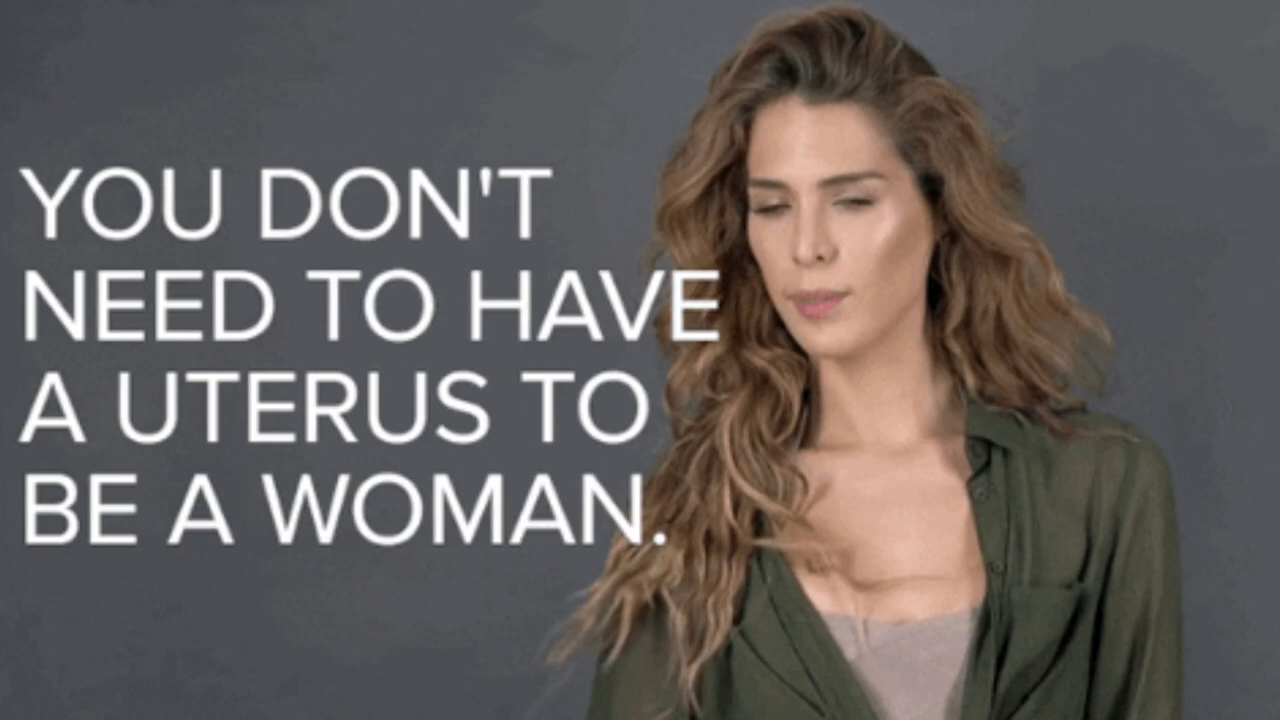 YOU DON'T
NEED TO HAVE
A UTERUS TO
BE A WOMAN.